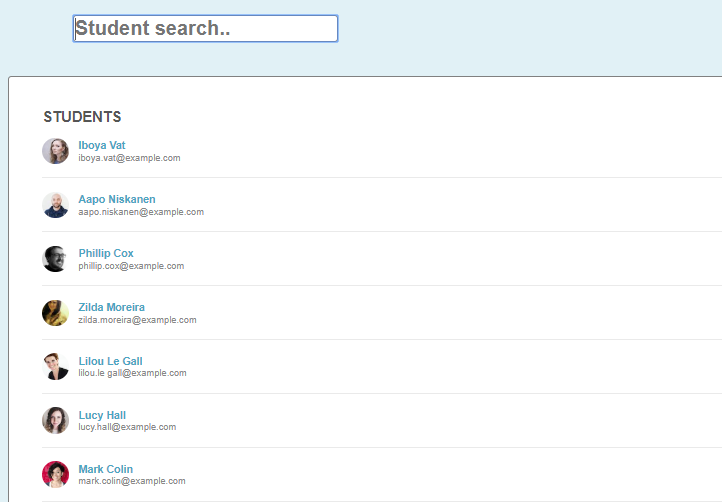 Student search..
STUDENTS
Iboya Vat
iboya.vat@example.com
Aapo Niskanen
aapo.niskanen@example.com
Phillip Cox
phillip.cox@example.com
Zilda Moreira
zilda.moreira@example.com
Lilou Le Gall
lilou.le gall@example.com
Lucy Hall
lucy.hall@example.com
Mark Colin
mark.colin@example.com